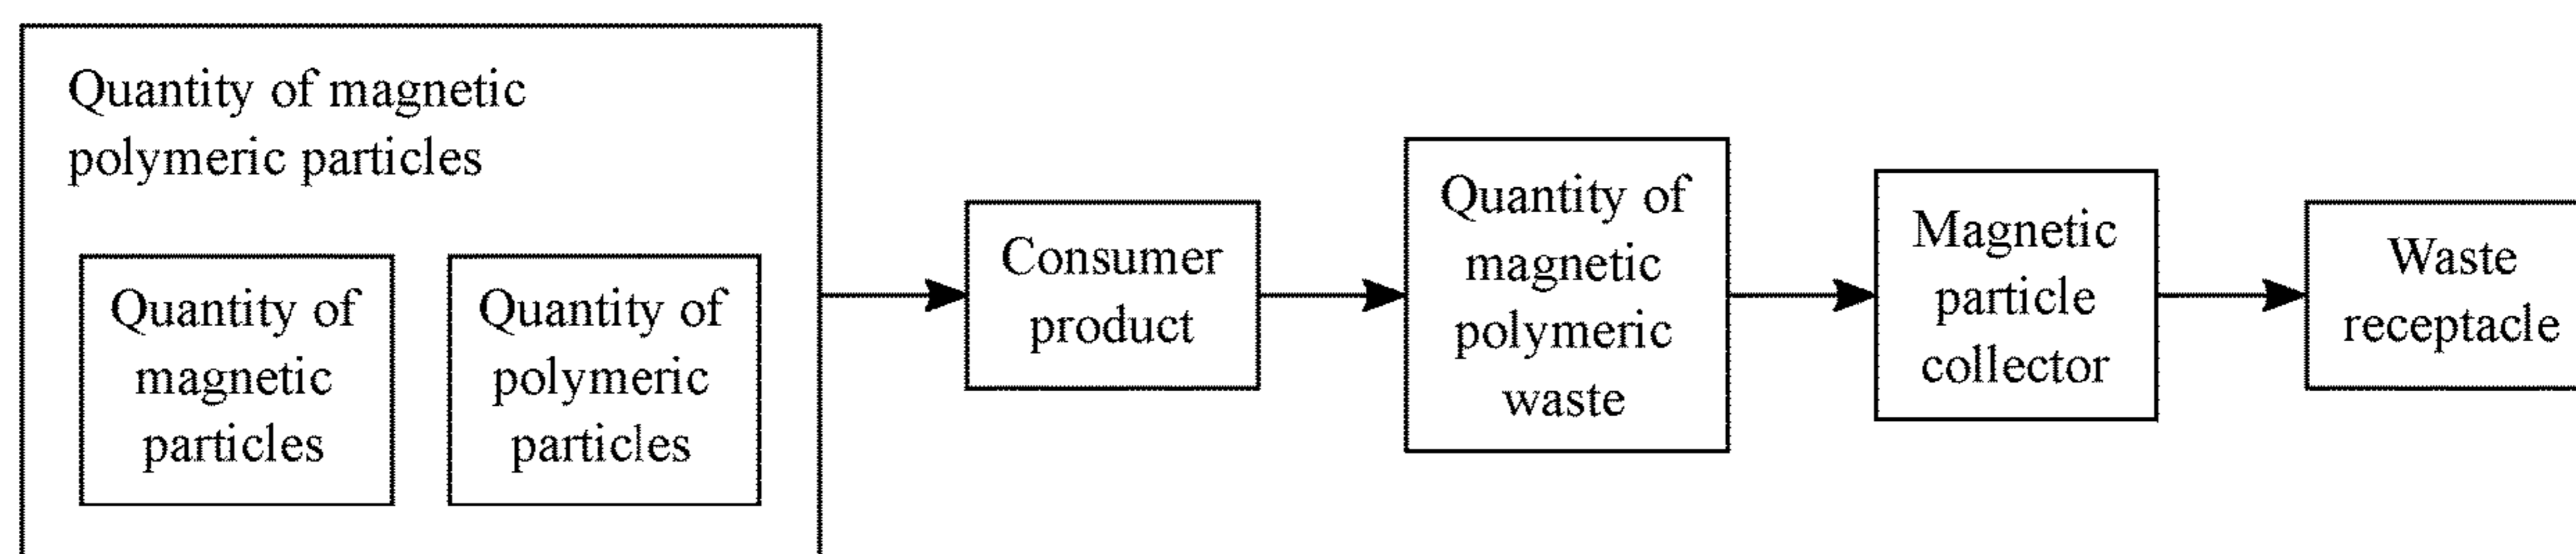 Quantity of magnetic
polymeric particles
Quantity of
magnetic
particles
Quantity of
polymeric
particles
Consumer
product
Quantity of
magnetic
polymeric
waste
Magnetic
particle
collector
Waste
receptacle